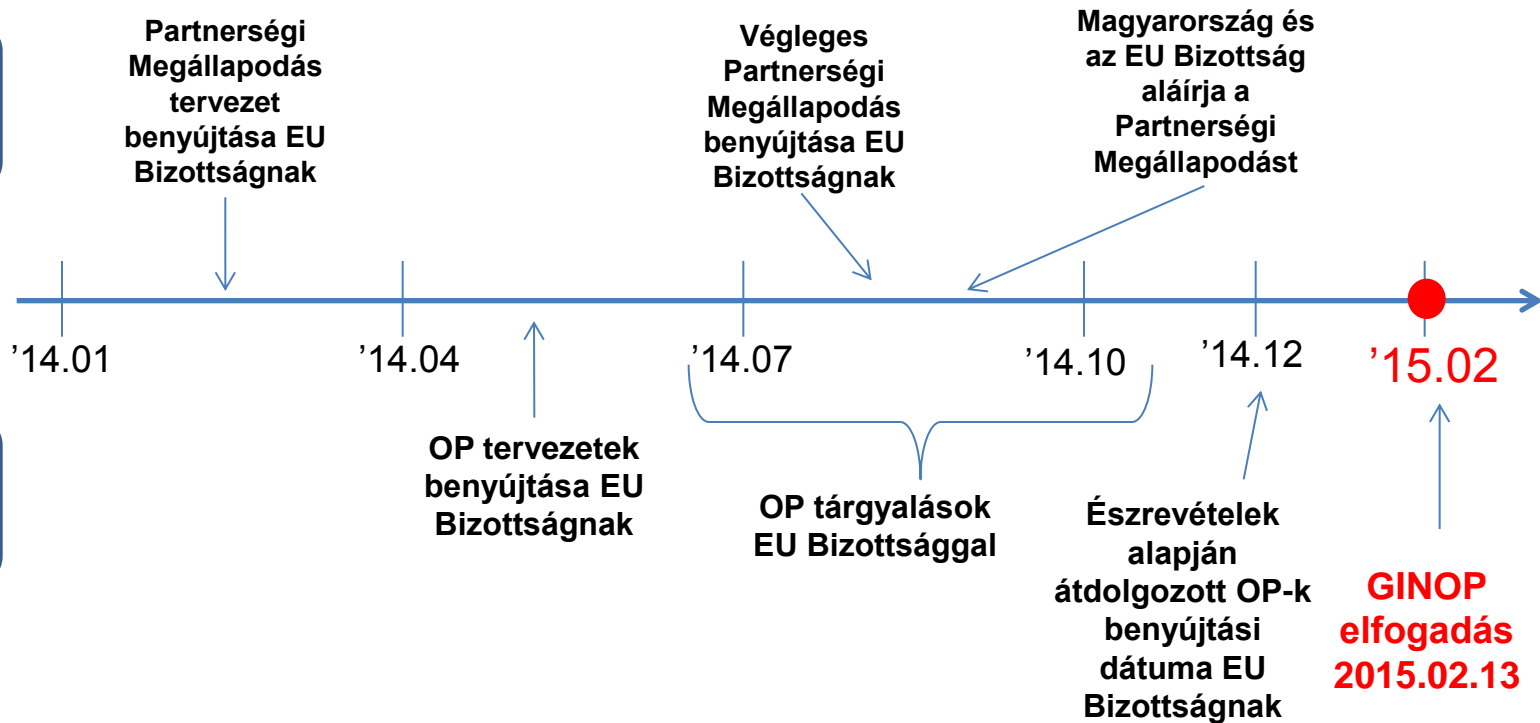 Partnerségi
Megállapodás
tervezet
benyújtása EU
Bizottságnak
Végleges
Partnerségi
Megállapodás
benyújtása EU
Bizottságnak
Magyarország és
az EU Bizottság
aláírja a
Partnerségi
Megállapodást
’14.01
’14.04
’14.07
’14.10
’14.12
’15.02
OP tervezetek
benyújtása EU
Bizottságnak
OP tárgyalások
EU Bizottsággal
Észrevételek
alapján
átdolgozott OP-k
benyújtási
dátuma EU
Bizottságnak
GINOP
elfogadás
2015.02.13